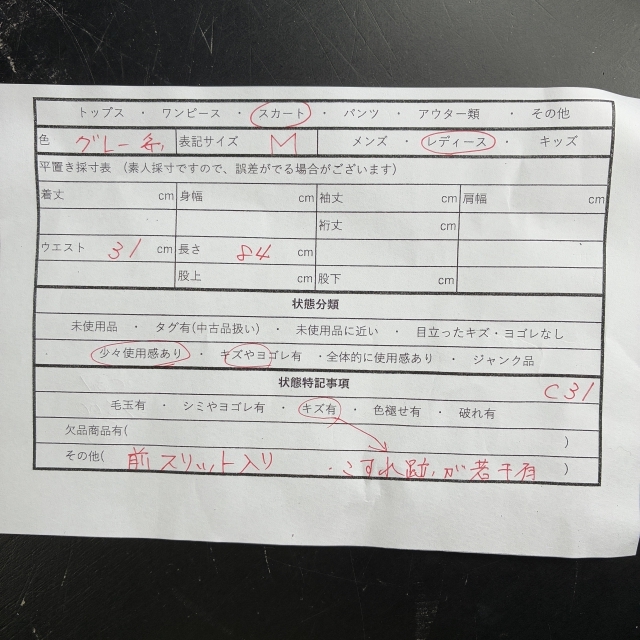 トップス ・ ワンピース ・ スカート ・ パンツ ・ アウター類 ・ その他
色 グレー系 表記サイズ M メンズ ・ レディース ・ キッズ
平置き採寸表 （素人採寸ですので、誤差がでる場合がございます）
着丈 cm 身幅 cm 袖丈 cm 肩幅 cm
裄丈 cm
ウエスト 31 cm 長さ 84 cm
股上 cm 股下 cm
状態分類
未使用品 ・ タグ有(中古品扱い) ・ 未使用品に近い ・ 目立ったキズ・ヨゴレなし
少々使用感あり ・ キズやヨゴレ有 ・全体的に使用感あり ・ ジャンク品
状態特記事項
C31
毛玉有 ・ シミやヨゴレ有 ・ キズ有 ・ 色褪せ有 ・ 破れ有
欠品商品有( )
その他( 前スリット入り ・こすれ跡が若干有 )